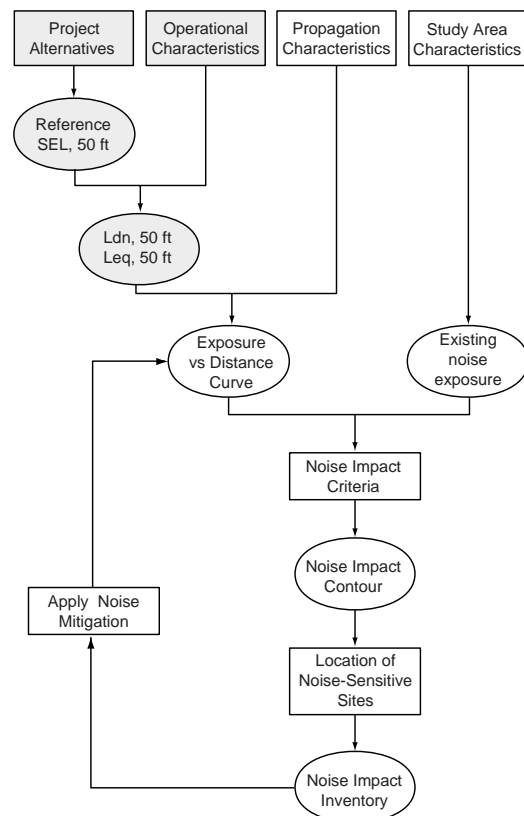 Project
Alternatives
Operational
Characteristics
Propagation
Characteristics
Study Area
Characteristics
Reference
SEL, 50 ft
Ldn, 50 ft
Leq, 50 ft
Exposure
vs Distance
Curve
Existing
noise
exposure
Noise Impact
Criteria
Noise Impact
Contour
Apply Noise
Mitigation
Location of
Noise-Sensitive
Sites
Noise Impact
Inventory